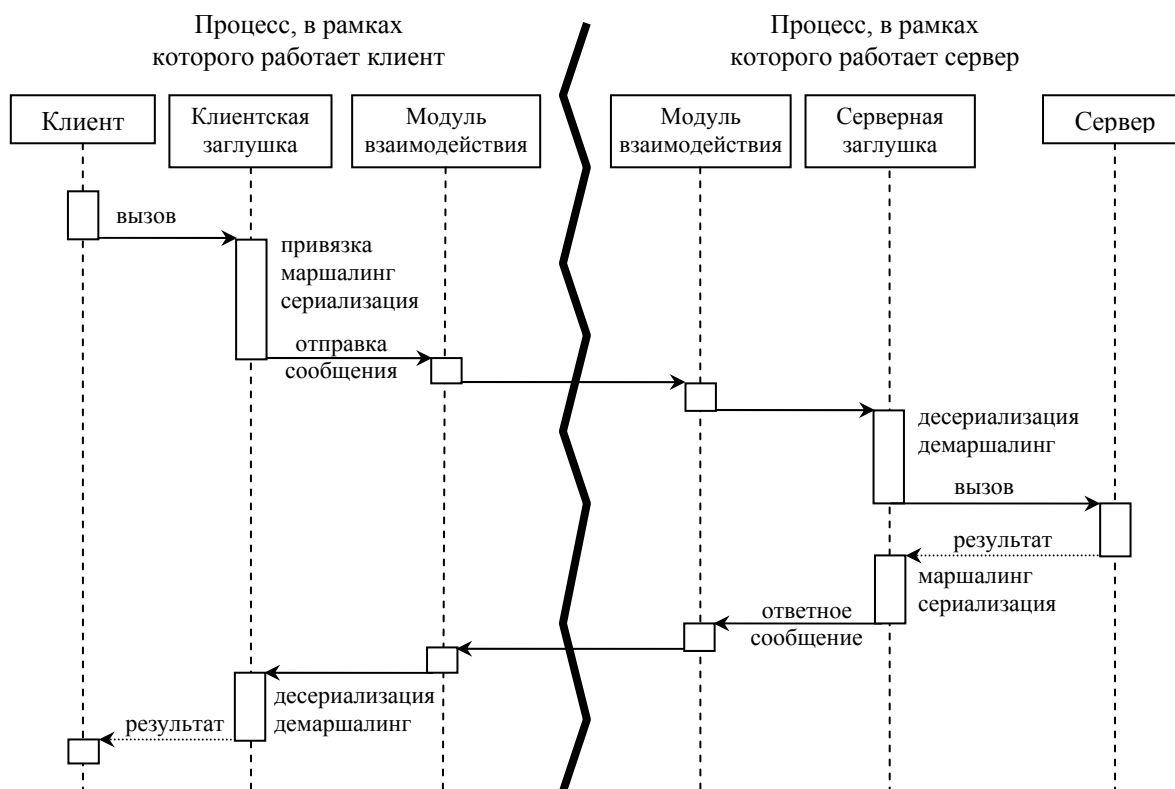 Процесс, в рамках
которого работает клиент
Процесс, в рамках
которого работает сервер
Клиент
Клиентская
заглушка
Модуль
взаимодействия
Модуль
взаимодействия
Серверная
заглушка
Сервер
вызов
привязка
маршалинг
сериализация
отправка
сообщения
десериализация
демаршалинг
вызов
результат
маршалинг
сериализация
ответное
сообщение
десериализация
демаршалинг
результат